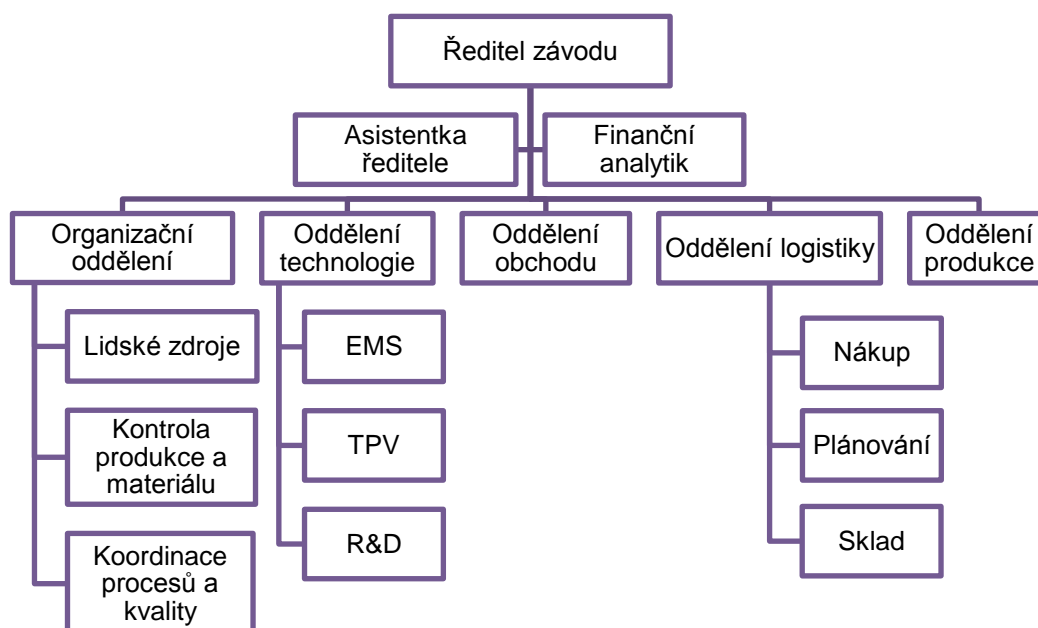 Ředitel závodu
Asistentka
ředitele
Finanční
analytik
Organizační
oddělení
Oddělení
technologie
Oddělení
obchodu
Oddělení logistiky
Oddělení
produkce
Lidské zdroje
Kontrola
produkce a
materiálu
Koordinace
procesů a
kvality
EMS
TPV
R&D
Nákup
Plánování
Sklad